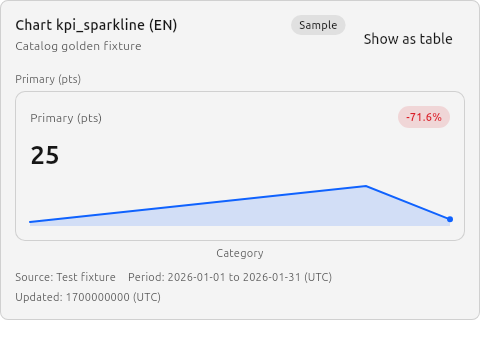 Chart kpi_sparkline (EN)
Sample
Show as table
Catalog golden fixture
Primary (pts)
Primary (pts)
-71.6%
25
Category
Source: Test fixture Period: 2026-01-01 to 2026-01-31 (UTC)
Updated: 1700000000 (UTC)